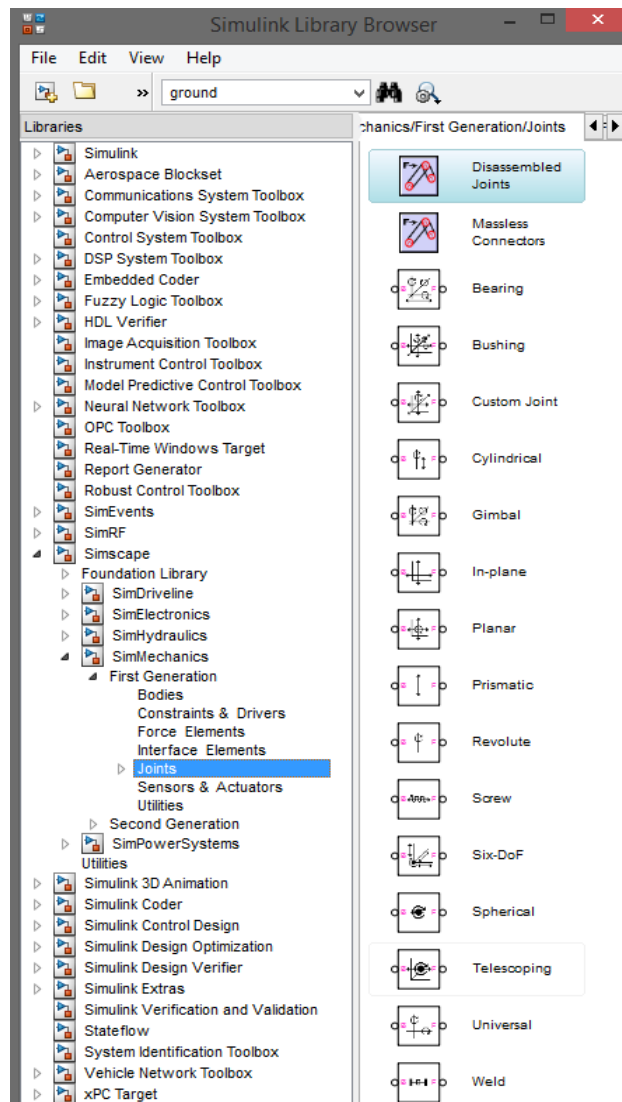 Simulink Library Browser
File Edit View Help
» ground
Libraries
chanics/First Generation/Joints
Simulink
Aerospace Blockset
Communications System Toolbox
Computer Vision System Toolbox
Control System Toolbox
DSP System Toolbox
Embedded Coder
Fuzzy Logic Toolbox
HDL Verifier
Image Acquisition Toolbox
Instrument Control Toolbox
Model Predictive Control Toolbox
Neural Network Toolbox
OPC Toolbox
Real-Time Windows Target
Report Generator
Robust Control Toolbox
SimEvents
SimRF
Simscape
Foundation Library
SimDriveline
SimElectronics
SimHydraulics
SimMechanics
First Generation
Bodies
Constraints & Drivers
Force Elements
Interface Elements
Joints
Sensors & Actuators
Utilities
Second Generation
SimPowerSystems
Utilities
Simulink 3D Animation
Simulink Coder
Simulink Control Design
Simulink Design Optimization
Simulink Design Verifier
Simulink Extras
Simulink Verification and Validation
Stateflow
System Identification Toolbox
Vehicle Network Toolbox
xPC Target
Disassembled
Joints
Massless
Connectors
Bearing
Bushing
Custom Joint
Cylindrical
Gimbal
In-plane
Planar
Prismatic
Revolute
Screw
Six-DoF
Spherical
Telescoping
Universal
Weld